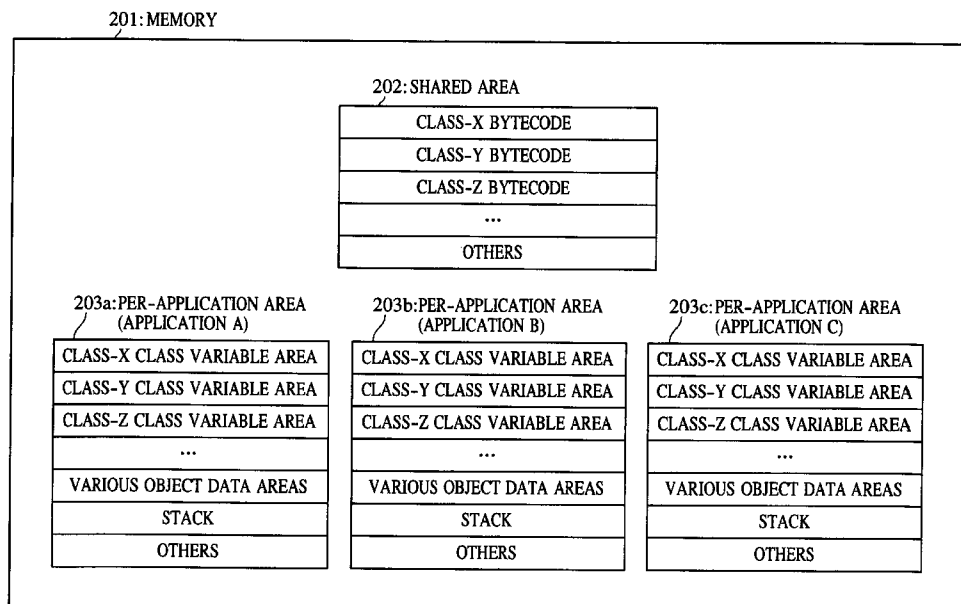 201:MEMORY
202:SHARED AREA
CLASS-X BYTECODE
CLASS-Y BYTECODE
CLASS-Z BYTECODE
...
OTHERS
203a:PER-APPLICATION AREA
(APPLICATION A)
CLASS-X CLASS VARIABLE AREA
CLASS-Y CLASS VARIABLE AREA
CLASS-Z CLASS VARIABLE AREA
...
VARIOUS OBJECT DATA AREAS
STACK
OTHERS
203b:PER-APPLICATION AREA
(APPLICATION B)
CLASS-X CLASS VARIABLE AREA
CLASS-Y CLASS VARIABLE AREA
CLASS-Z CLASS VARIABLE AREA
...
VARIOUS OBJECT DATA AREAS
STACK
OTHERS
203c:PER-APPLICATION AREA
(APPLICATION C)
CLASS-X CLASS VARIABLE AREA
CLASS-Y CLASS VARIABLE AREA
CLASS-Z CLASS VARIABLE AREA
...
VARIOUS OBJECT DATA AREAS
STACK
OTHERS